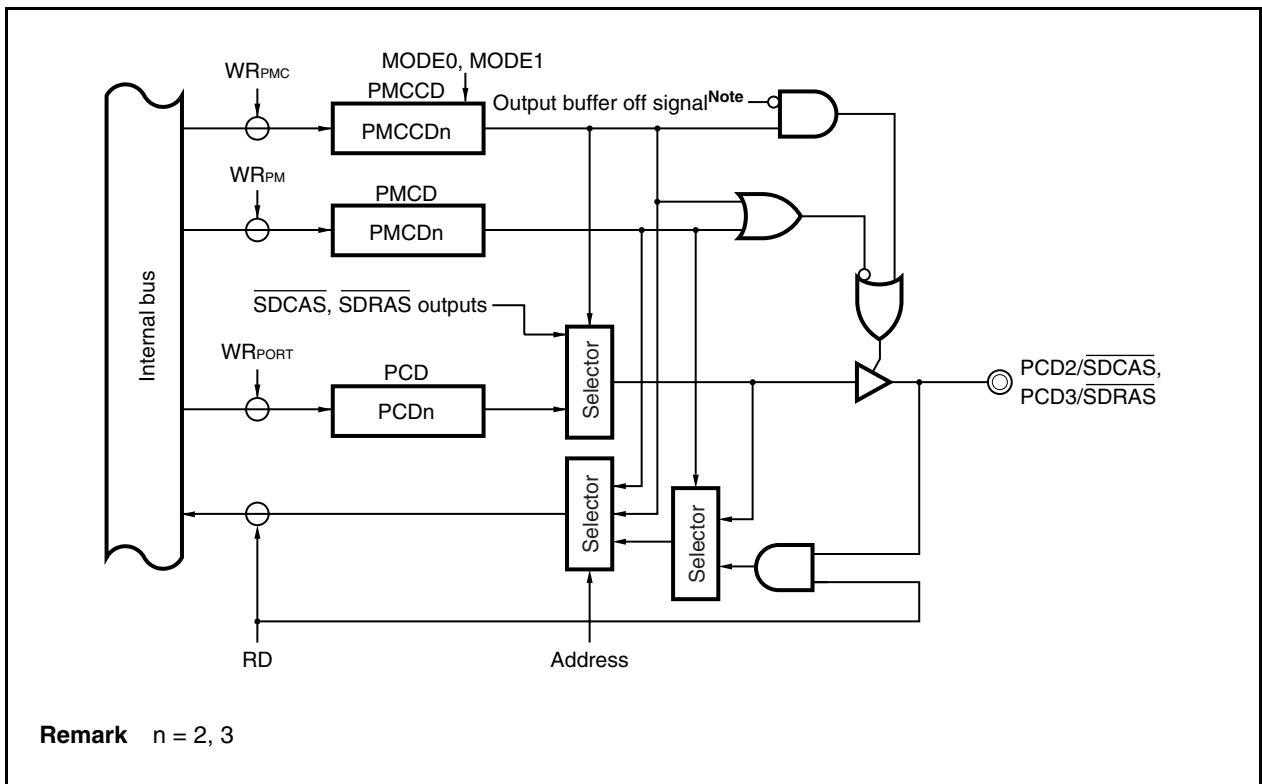 MODE0, MODE1
WRPMC
PMCCD
Output buffer off signalNote
PMCCDn
WRPM
PMCD
PMCDn
Internal bus
SDCAS, SDRAS outputs
WRPORT
PCD
PCDn
Selector
PCD2/SDCAS,
PCD3/SDRAS
Selector
Selector
RD
Address
Remark n = 2, 3